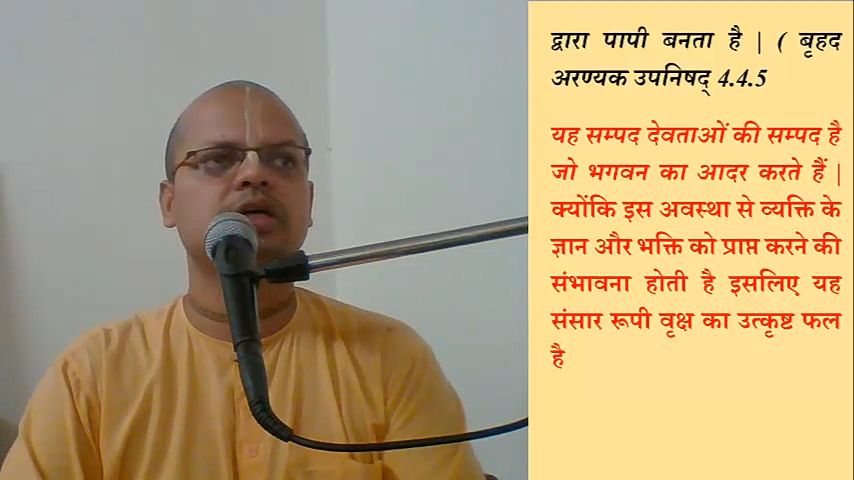 द्वारा पापी बनता है | ( बृहद
अरण्यक उपनिषद् 4.4.5
यह सम्पद देवताओं की सम्पद है
जो भगवन का आदर करते हैं |
क्योंकि इस अवस्था से व्यक्ति के
ज्ञान और भक्ति को प्राप्त करने की
संभावना होती है इसलिए यह
संसार रूपी वृक्ष का उत्कृष्ट फल
है